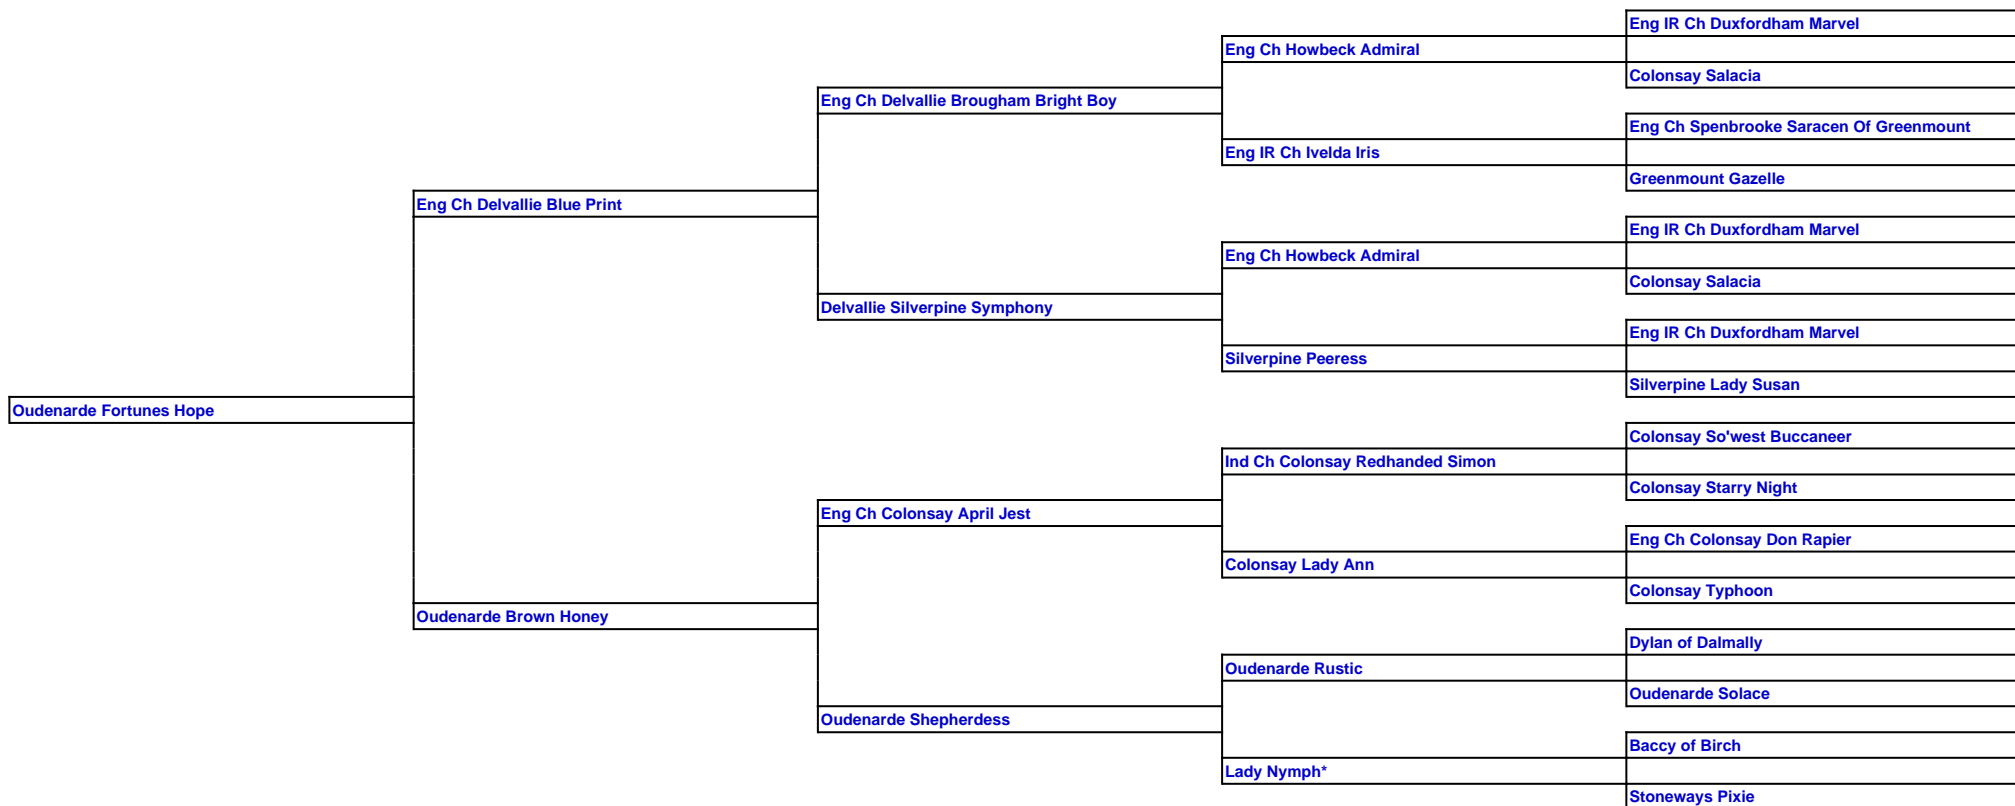 Eng IR Ch Duxfordham Marvel
Eng Ch Howbeck Admiral
Colonsay Salacia
Eng Ch Delvallie Brougham Bright Boy
Eng Ch Spenbrooke Saracen Of Greenmount
Eng IR Ch Ivelda Iris
Greenmount Gazelle
Eng Ch Delvallie Blue Print
Eng IR Ch Duxfordham Marvel
Eng Ch Howbeck Admiral
Colonsay Salacia
Delvallie Silverpine Symphony
Eng IR Ch Duxfordham Marvel
Silverpine Peeress
Silverpine Lady Susan
Oudenarde Fortunes Hope
Colonsay So'west Buccaneer
Ind Ch Colonsay Redhanded Simon
Colonsay Starry Night
Eng Ch Colonsay April Jest
Eng Ch Colonsay Don Rapier
Colonsay Lady Ann
Colonsay Typhoon
Oudenarde Brown Honey
Dylan of Dalmally
Oudenarde Rustic
Oudenarde Solace
Oudenarde Shepherdess
Baccy of Birch
Lady Nymph*
Stoneways Pixie